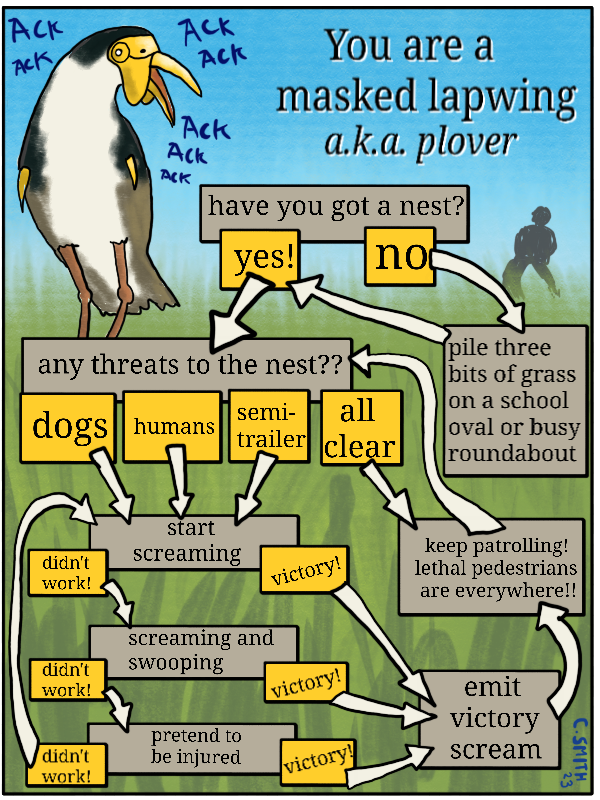 ACK
ACK
ACK
ACK
ACK
ACK
ACK
You are a
masked lapwing
a.k.a. plover
have you got a nest?
yes!
no
pile three
bits of grass
on a school
oval or busy
roundabout
any threats to the nest??
dogs
humans
semi-
trailer
all
clear
start
screaming
keep patrolling!
lethal pedestrians
are everywhere!!
didn't
work!
victory!
screaming and
swooping
didn't
work!
victory!
emit
victory
scream
pretend to
be injured
didn't
work!
victory!
C.SMITH
23